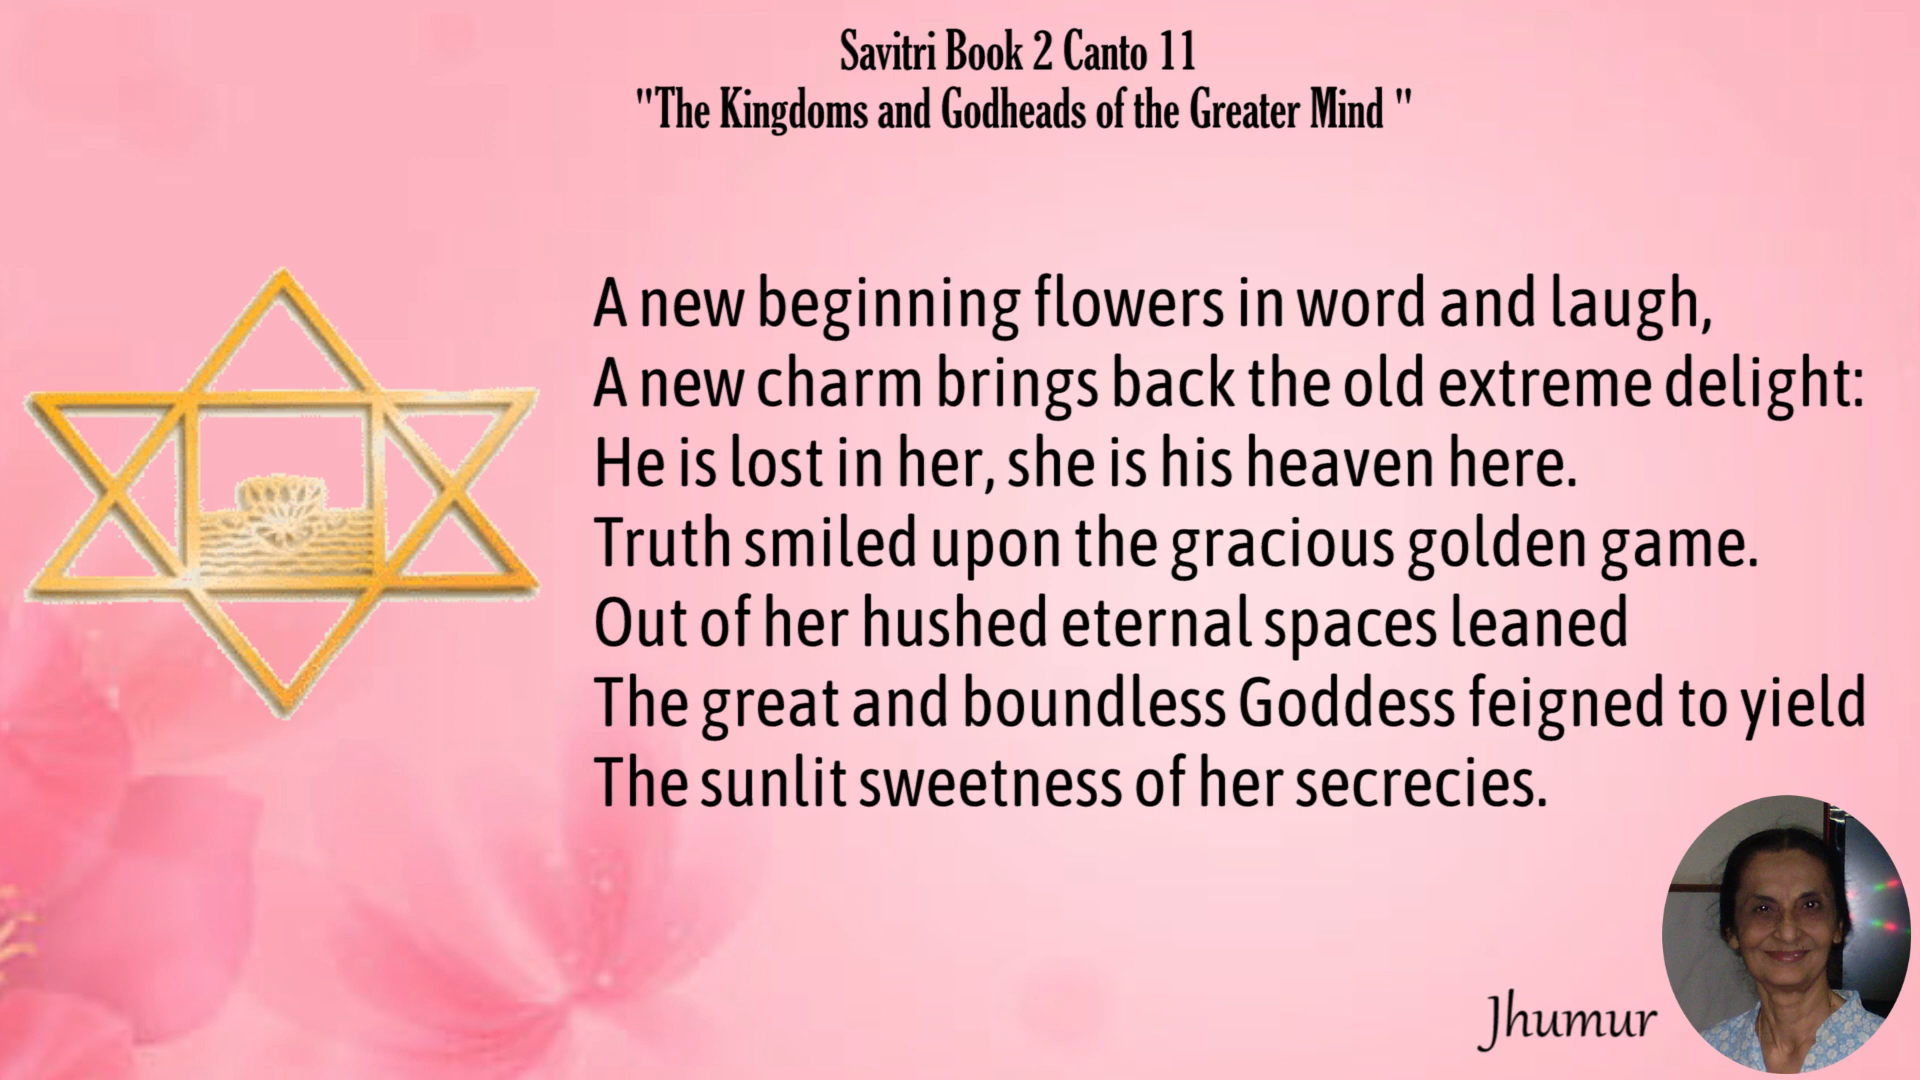 Savitri Book 2 Canto 11
"The Kingdoms and Godheads of the Greater Mind "
A new beginning flowers in word and laugh,
A new charm brings back the old extreme delight:
He is lost in her, she is his heaven here.
Truth smiled upon the gracious golden game.
Out of her hushed eternal spaces leaned
The great and boundless Goddess feigned to yield
The sunlit sweetness of her secrecies.
Jhumur